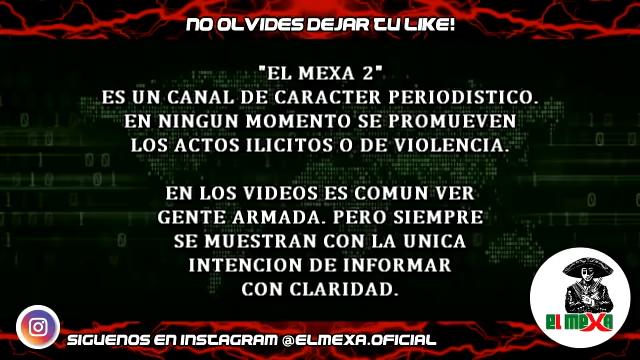 NO OLVIDES DEJAR TU LIKE!
"EL MEXA 2"
ES UN CANAL DE CARACTER PERIODISTICO.
EN NINGUN MOMENTO SE PROMUEVEN
LOS ACTOS ILICITOS O DE VIOLENCIA.
EN LOS VIDEOS ES COMUN VER
GENTE ARMADA. PERO SIEMPRE
SE MUESTRAN CON LA UNICA
INTENCION DE INFORMAR
CON CLARIDAD.
EL MEXA
SIGUENOS EN INSTAGRAM @ELMEXA.OFICIAL